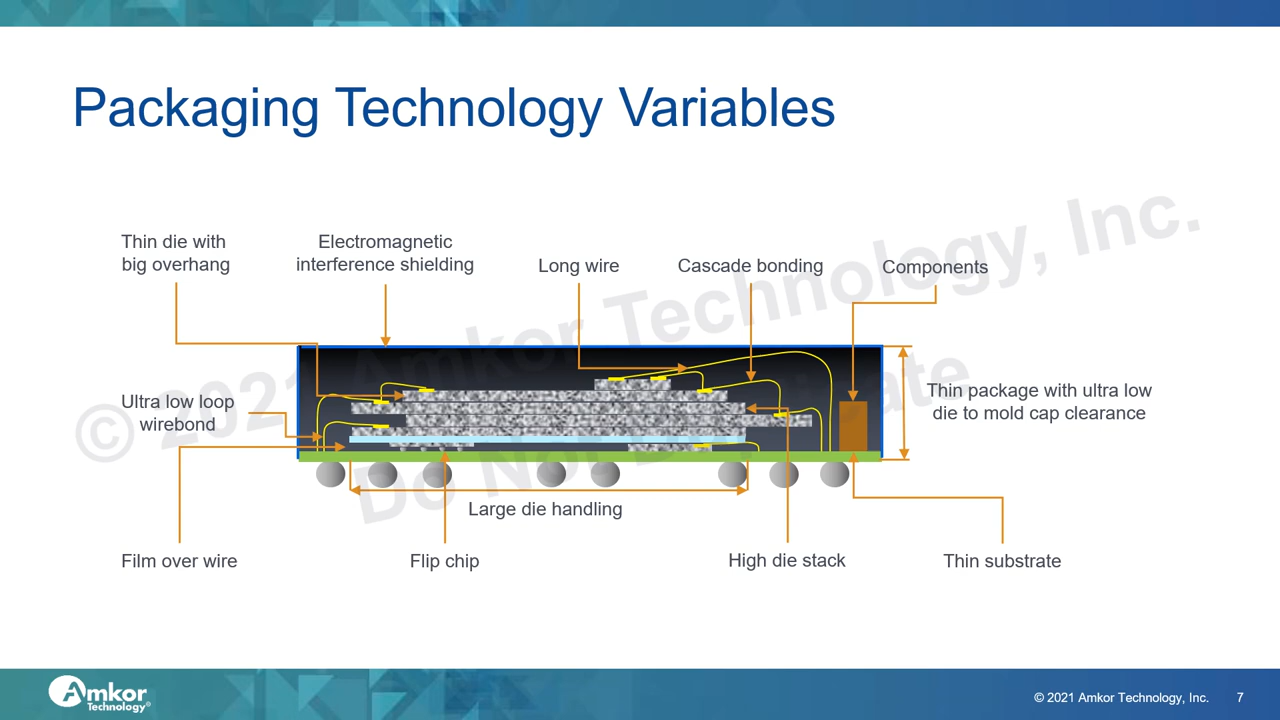 Packaging Technology Variables
Thin die with
big overhang
Electromagnetic
interference shielding
Long wire
Cascade bonding
Components
Ultra low loop
wirebond
Thin package with ultra low
die to mold cap clearance
Large die handling
Film over wire
Flip chip
High die stack
Thin substrate
© 2021 Amkor Technology, Inc.
Amkor
Technology®
© 2021 Amkor Technology, Inc.
7